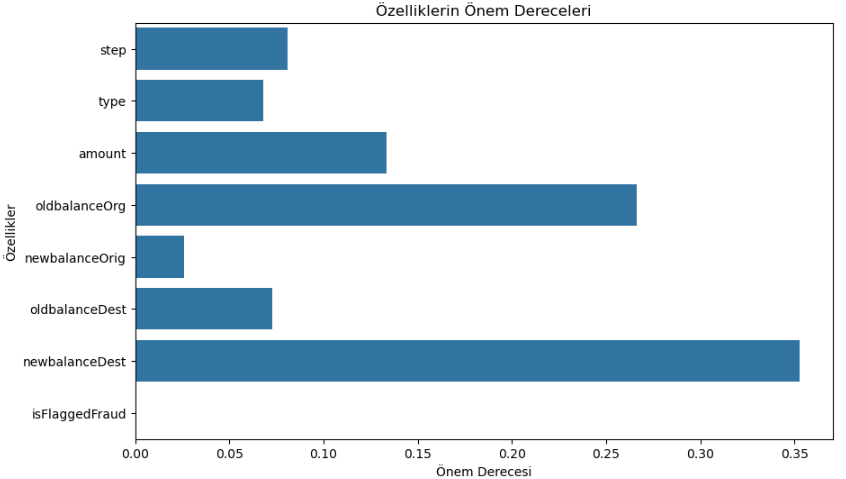 Özelliklerin Önem Dereceleri
Özellikler
step
type
amount
oldbalanceOrg
newbalanceOrig
oldbalanceDest
newbalanceDest
isFlaggedFraud
0.00 0.05 0.10 0.15 0.20 0.25 0.30 0.35
Önem Derecesi